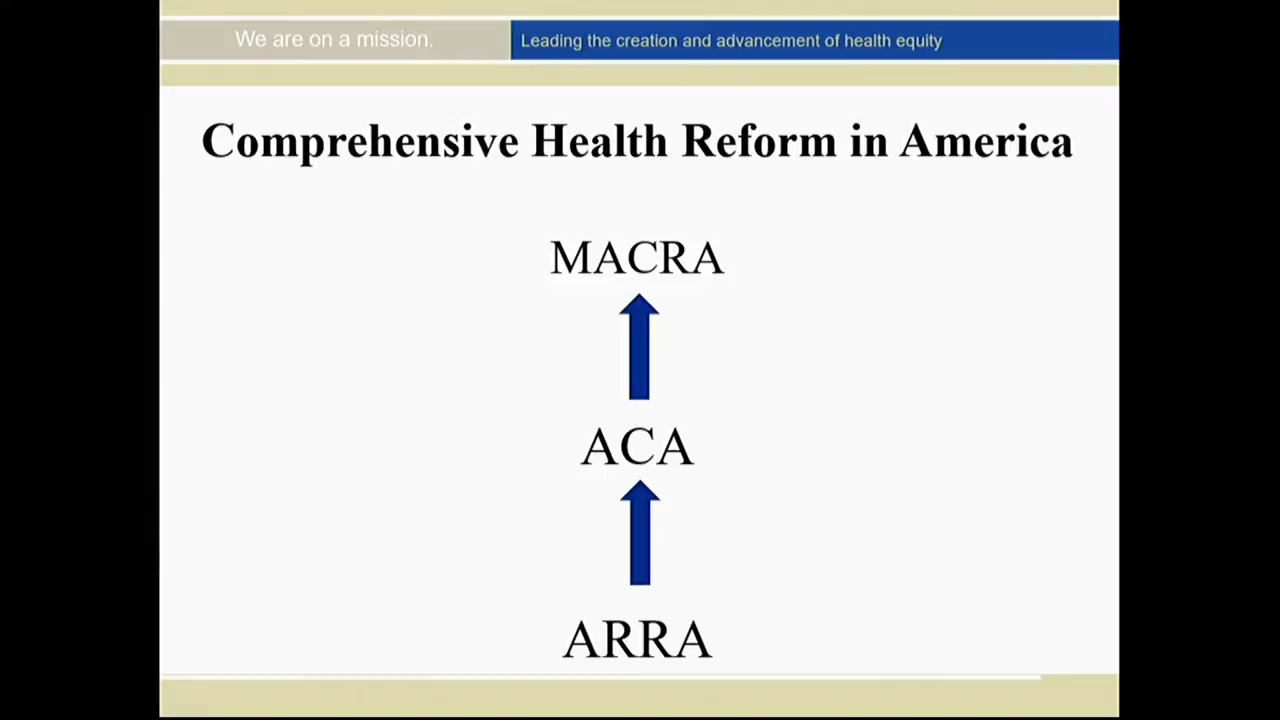 We are on a mission.
Leading the creation and advancement of health equity
Comprehensive Health Reform in America
MACRA
ACA
ARRA